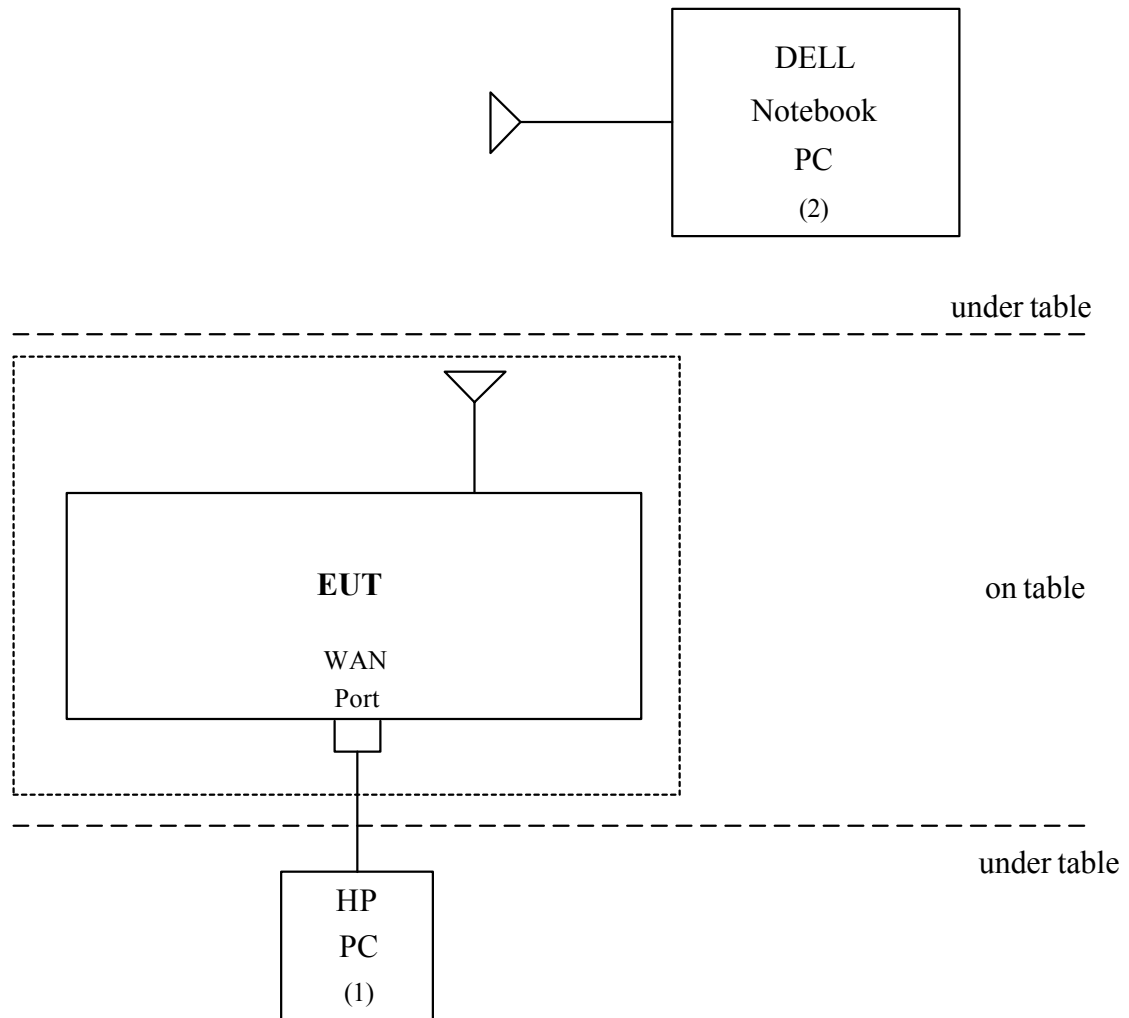 DELL
Notebook
PC
(2)
under table
EUT
on table
WAN
Port
under table
HP
PC
(1)